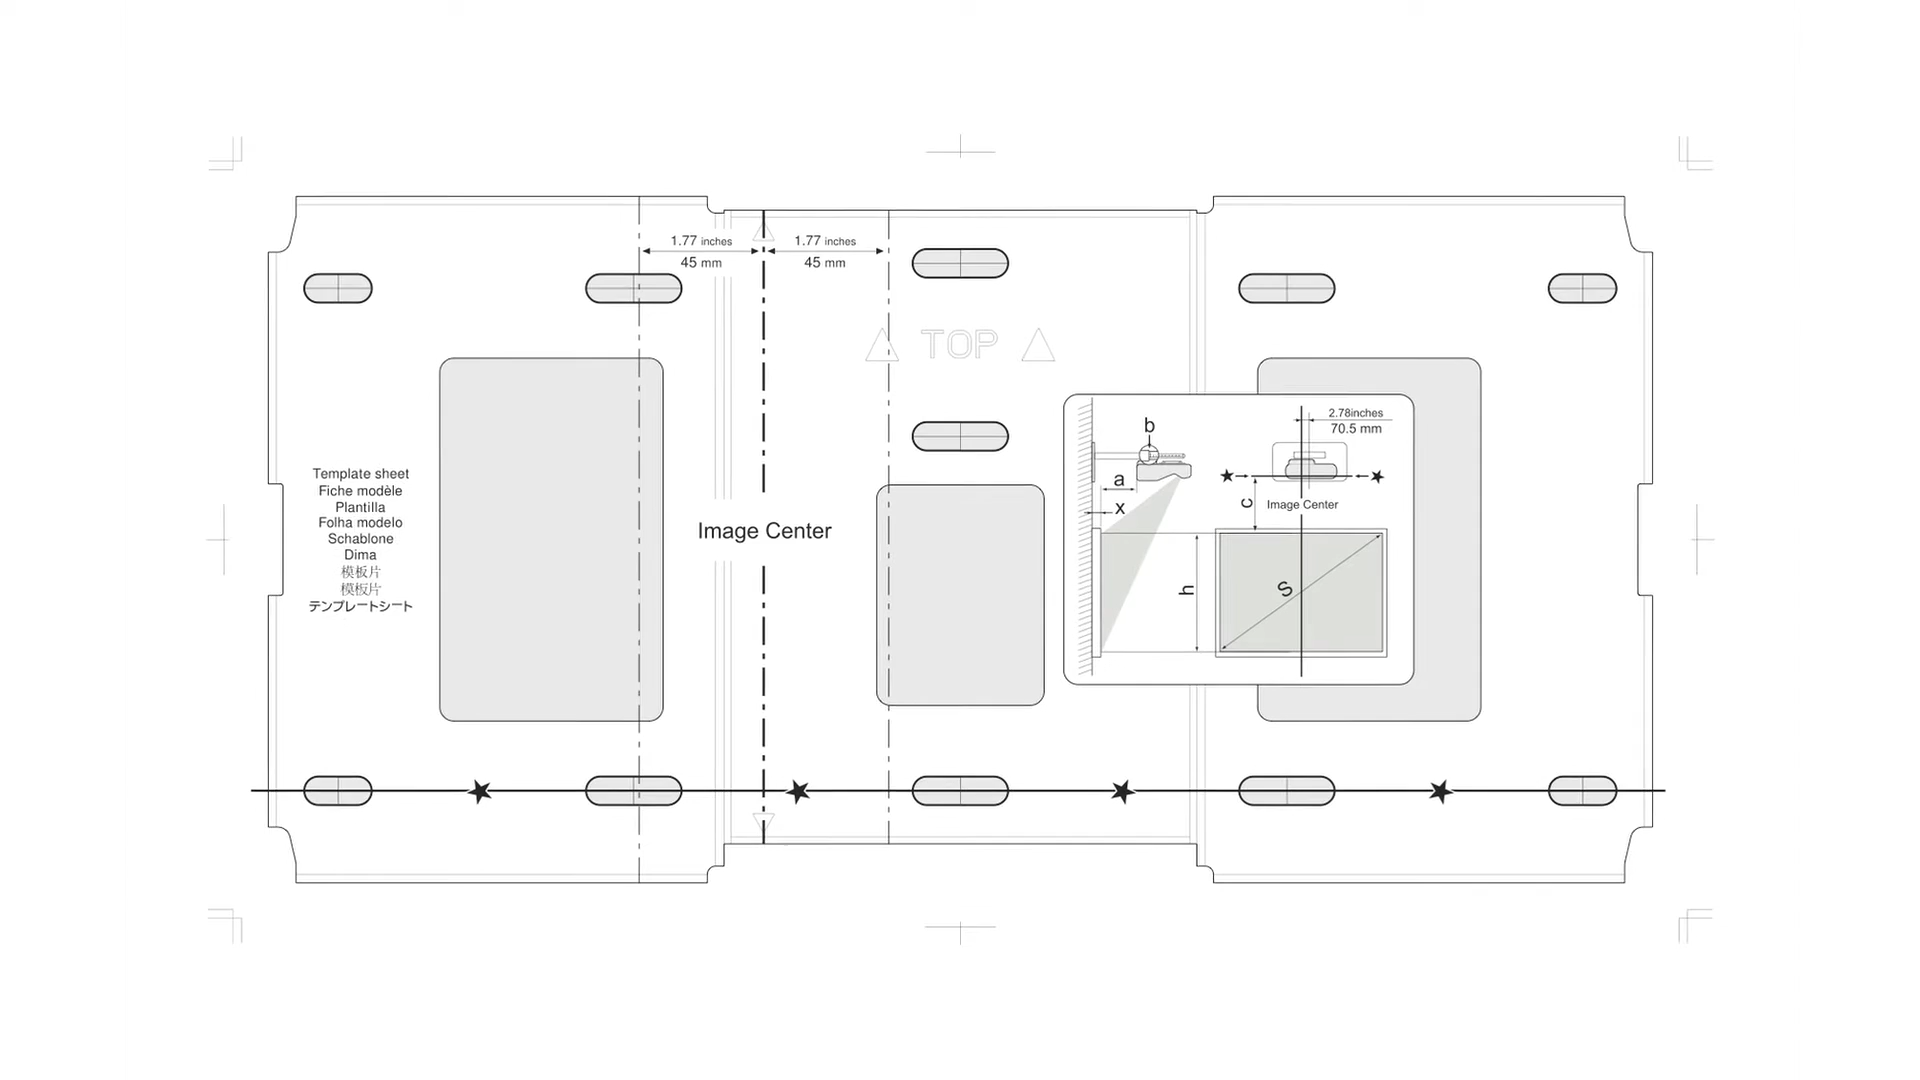 1.77 inches
45 mm
1.77 inches
45 mm
TOP
Template sheet
Fiche modèle
Plantilla
Folha modelo
Schablone
Dima
模板片
模板片
テンプレートシート
Image Center
b
a
x
h
2.78inches
70.5 mm
c
Image Center
S